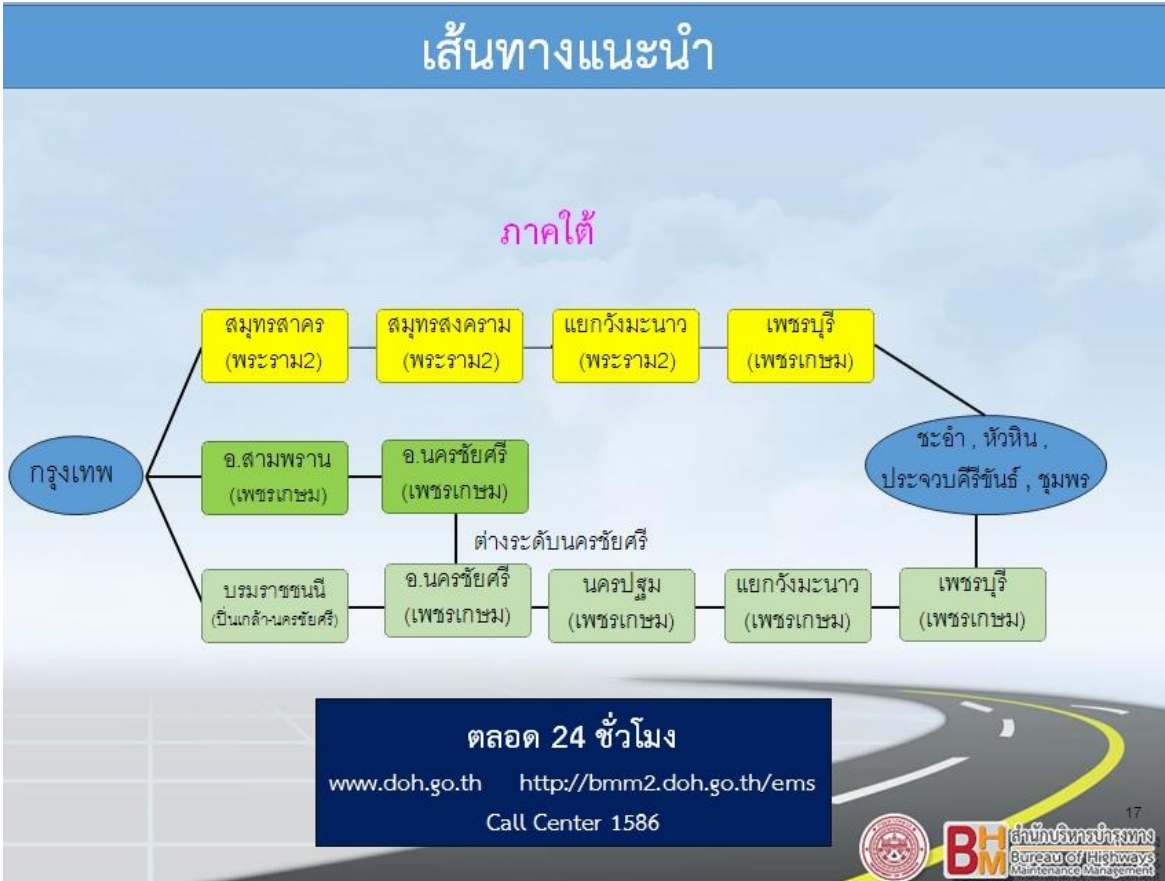 เส้นทางแนะนำ
ภาคใต้
สมุทรสาคร
(พระราม2)
สมุทรสงคราม
(พระราม2)
แยกวังมะนาว
(พระราม2)
เพชรบุรี
(เพชรเกษม)
กรุงเทพ
อ.สามพราน
(เพชรเกษม)
อ.นครชัยศรี
(เพชรเกษม)
ชะอำ , หัวหิน ,
ประจวบคีรีขันธ์ , ชุมพร
ต่างระดับนครชัยศรี
บรมราชชนนี
(ปิ่นเกล้า-นครชัยศรี)
อ.นครชัยศรี
(เพชรเกษม)
นครปฐม
(เพชรเกษม)
แยกวังมะนาว
(เพชรเกษม)
เพชรบุรี
(เพชรเกษม)
ตลอด 24 ชั่วโมง
www.doh.go.th http://bmm2.doh.go.th/ems
Call Center 1586
17
BHM
สำนักบริหารบำรุงทาง
Bureau of Highways
Maintenance Management